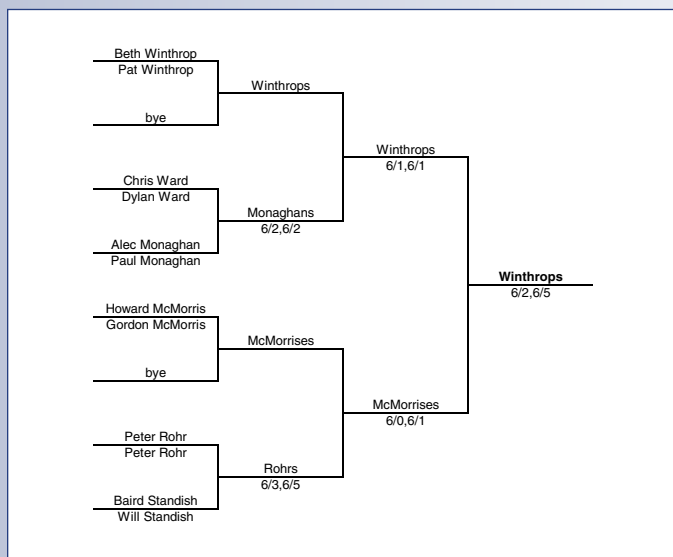 Beth Winthrop
Pat Winthrop
Winthrops
bye
Winthrops
6/1,6/1
Chris Ward
Dylan Ward
Monaghans
6/2,6/2
Alec Monaghan
Paul Monaghan
Winthrops
6/2,6/5
Howard McMorris
Gordon McMorris
McMorrises
bye
McMorrises
6/0,6/1
Peter Rohr
Peter Rohr
Rohrs
6/3,6/5
Baird Standish
Will Standish